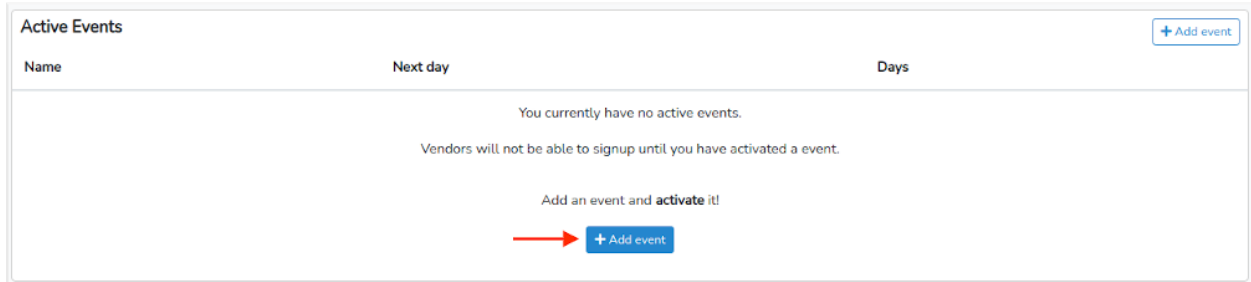 Active Events
+ Add event
Name Next day Days
You currently have no active events.
Vendors will not be able to signup until you have activated a event.
Add an event and activate it!
+ Add event